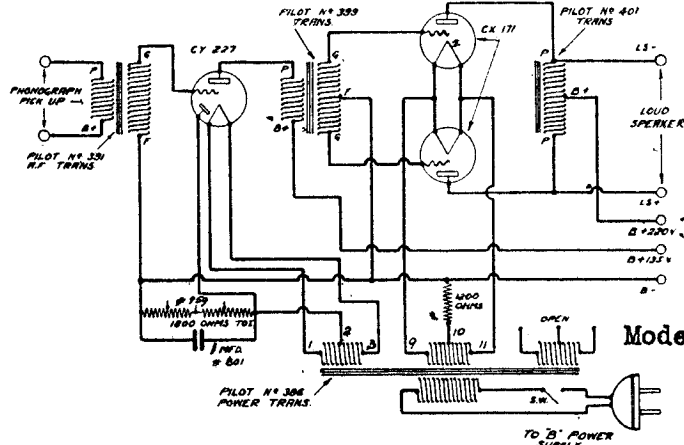 PILOT Nº 399
TRANS.
CX 171
PILOT Nº 401
TRANS
CY 227
G
P
G
P
P
LS-
PHONOGRAPH
PICK UP
F
B+
LOUD
SPEAKER
B+
F
B+
G
P
PILOT Nº 391
A.F TRANS
LS+
B+220V
B+135V
B-
1200
OHMS
1800 OHMS TOT.
1 MFD.
# 801
1
2
3
9
10
11
OPEN
Mode
PILOT Nº 386
POWER TRANS.
S.W.
TO "B" POWER
SUPPLY